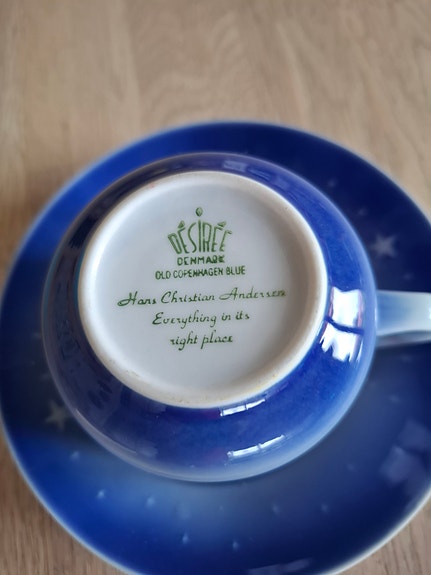 DÉSIRÉE
DENMARK
OLD COPENHAGEN BLUE
Hans Christian Andersen
Everything in its
right place